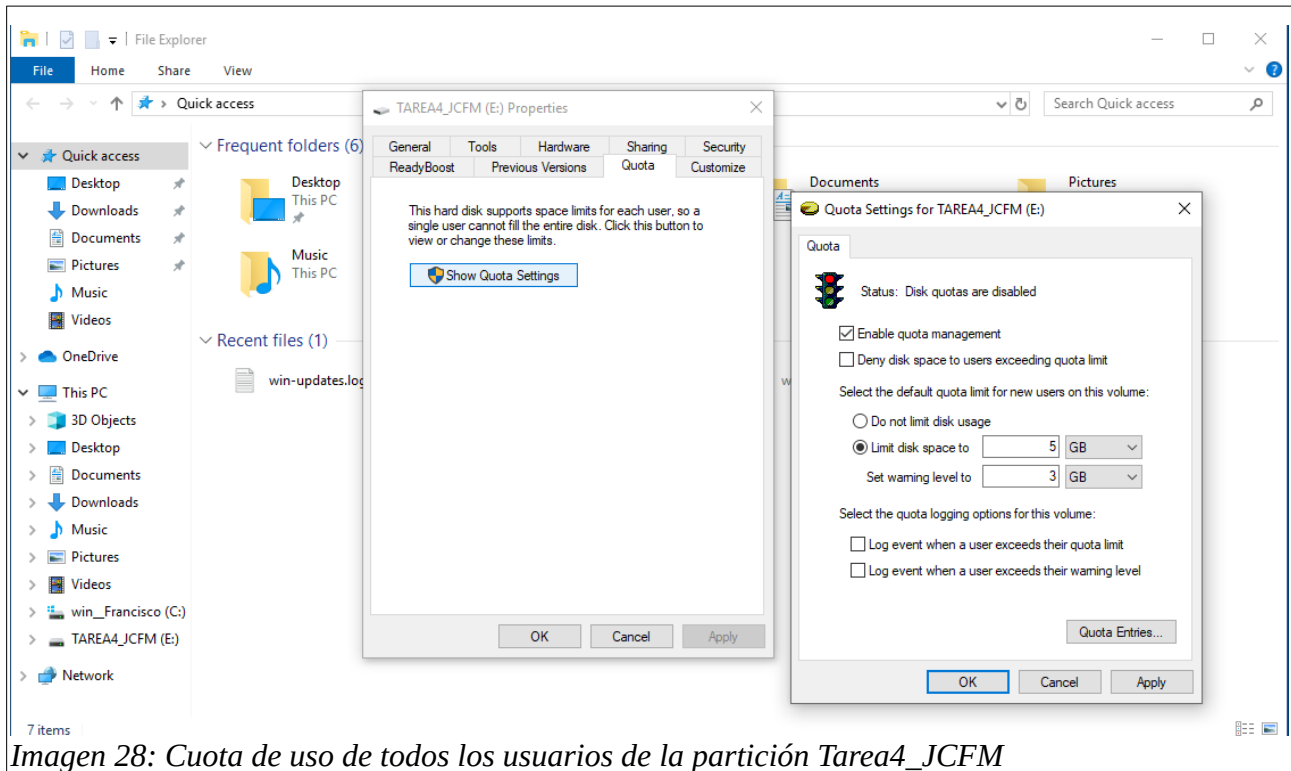 File Explorer
File Home Share View
Quick access
Search Quick access
Quick access
Desktop
Downloads
Documents
Pictures
Music
Videos
OneDrive
This PC
3D Objects
Desktop
Documents
Downloads
Music
Pictures
Videos
win__Francisco (C:)
TAREA4_JCFM (E:)
Network
7 items
Frequent folders (6)
Desktop
This PC
Music
This PC
Documents
Pictures
Recent files (1)
win-updates.log
TAREA4_JCFM (E:) Properties
General Tools Hardware Sharing Security
ReadyBoost Previous Versions Quota Customize
This hard disk supports space limits for each user, so a
single user cannot fill the entire disk. Click this button to
view or change these limits.
Show Quota Settings
OK Cancel Apply
Quota Settings for TAREA4_JCFM (E:)
Quota
Status: Disk quotas are disabled
Enable quota management
Deny disk space to users exceeding quota limit
Select the default quota limit for new users on this volume:
Do not limit disk usage
Limit disk space to 5 GB
Set warning level to 3 GB
Select the quota logging options for this volume:
Log event when a user exceeds their quota limit
Log event when a user exceeds their warning level
Quota Entries...
OK Cancel Apply
Imagen 28: Cuota de uso de todos los usuarios de la partición Tarea4_JCFM